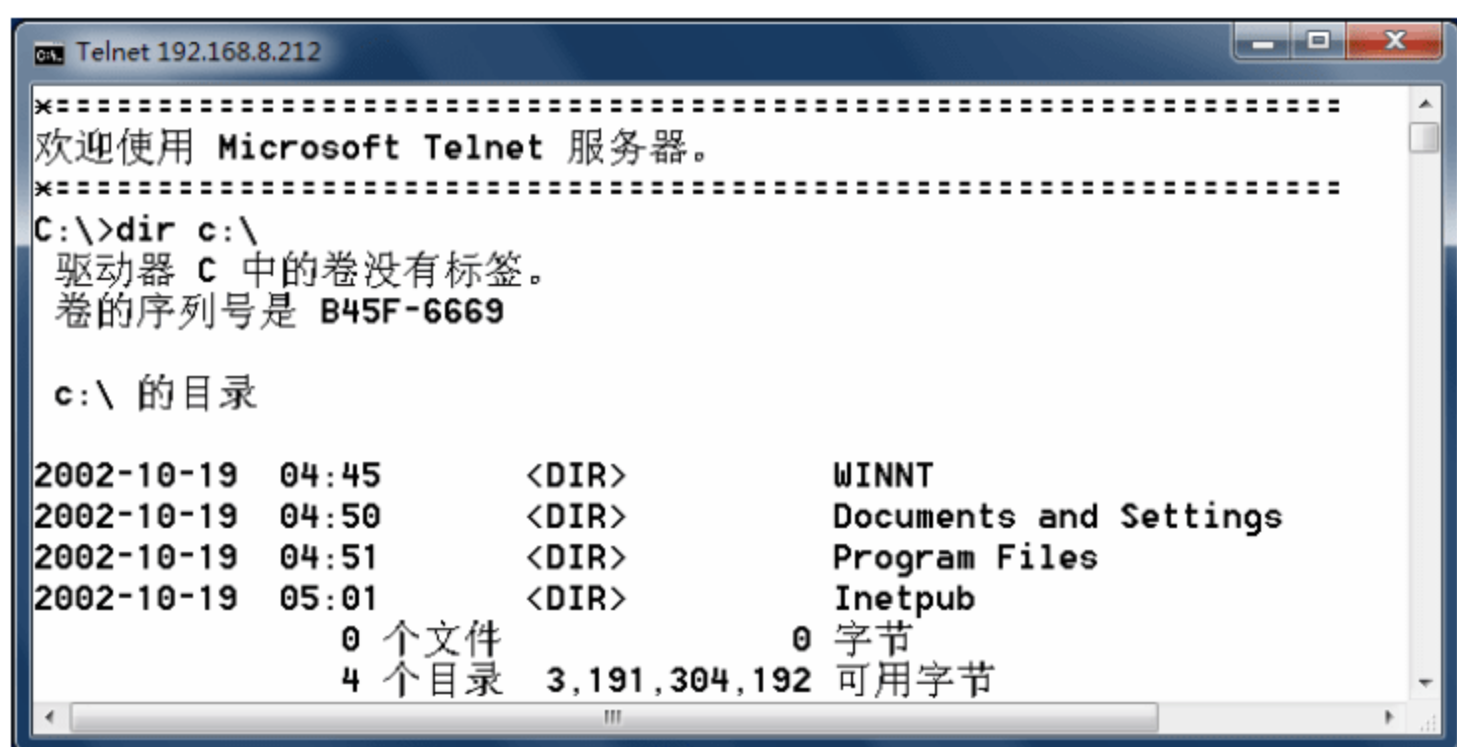 Telnet 192.168.8.212
*===============================================================
欢迎使用 Microsoft Telnet 服务器。
*===============================================================
C:\>dir c:\
 驱动器 C 中的卷没有标签。
 卷的序列号是 B45F-6669
 c:\ 的目录
2002-10-19  04:45       <DIR>          WINNT
2002-10-19  04:50       <DIR>          Documents and Settings
2002-10-19  04:51       <DIR>          Program Files
2002-10-19  05:01       <DIR>          Inetpub
               0 个文件              0 字节
               4 个目录  3,191,304,192 可用字节